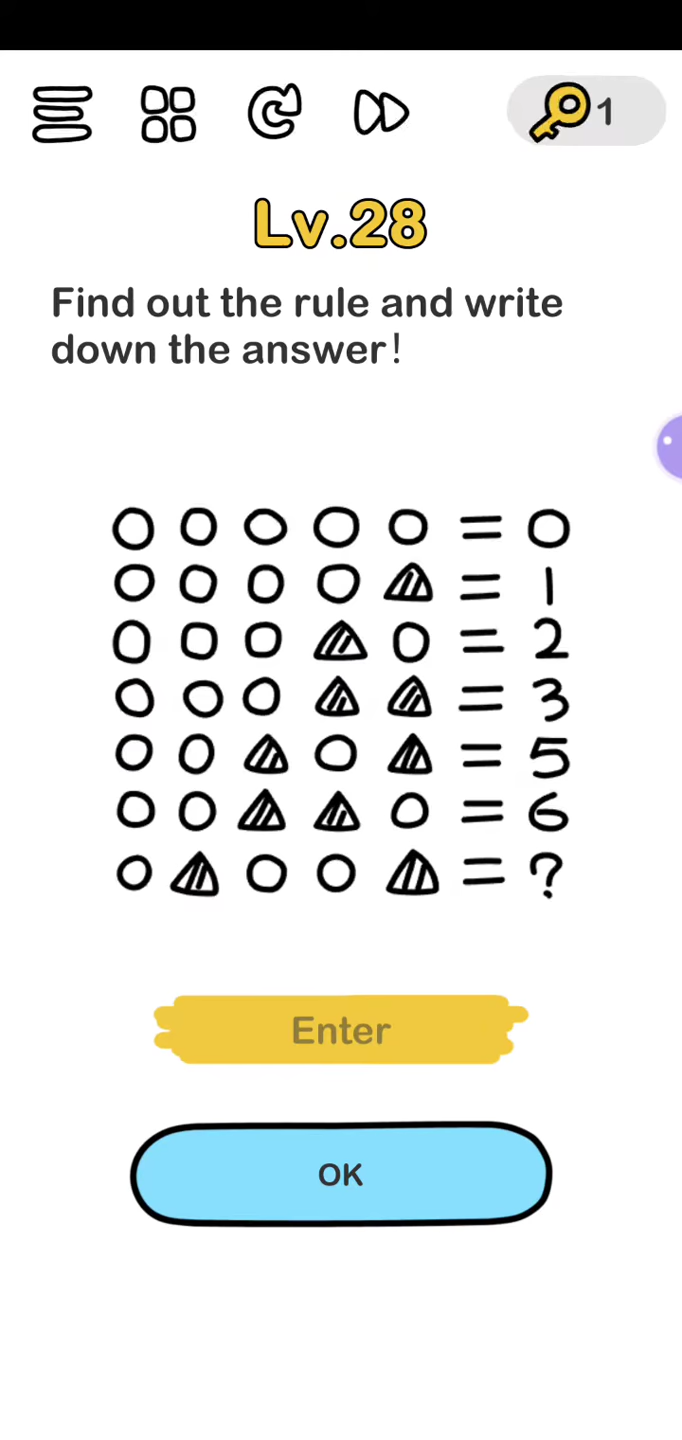 1
Lv.28
Find out the rule and write
down the answer!
○ ○ ○ ○ ○ = 0
○ ○ ○ ○ △ = 1
○ ○ ○ △ ○ = 2
○ ○ ○ △ △ = 3
○ ○ △ ○ △ = 5
○ ○ △ △ ○ = 6
○ △ ○ ○ △ = ?
Enter
OK